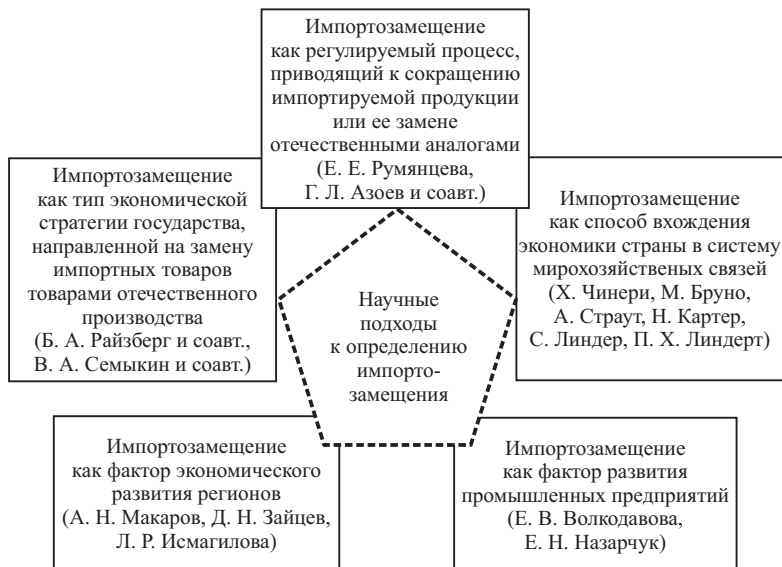 Импортозамещение
как регулируемый процесс,
приводящий к сокращению
импортируемой продукции
или ее замене
отечественными аналогами
(Е. Е. Румянцева,
Г. Л. Азоев и соавт.)
Импортозамещение
как тип экономической
стратегии государства,
направленной на замену
импортных товаров
товарами отечественного
производства
(Б. А. Райзберг и соавт.,
В. А. Семыкин и соавт.)
Импортозамещение
как способ вхождения
экономики страны в систему
мирохозяйственых связей
(Х. Чинери, М. Бруно,
А. Страут, Н. Картер,
С. Линдер, П. Х. Линдерт)
Научные
подходы
к определению
импорто-
замещения
Импортозамещение
как фактор экономического
развития регионов
(А. Н. Макаров, Д. Н. Зайцев,
Л. Р. Исмагилова)
Импортозамещение
как фактор развития
промышленных предприятий
(Е. В. Волкодавова,
Е. Н. Назарчук)